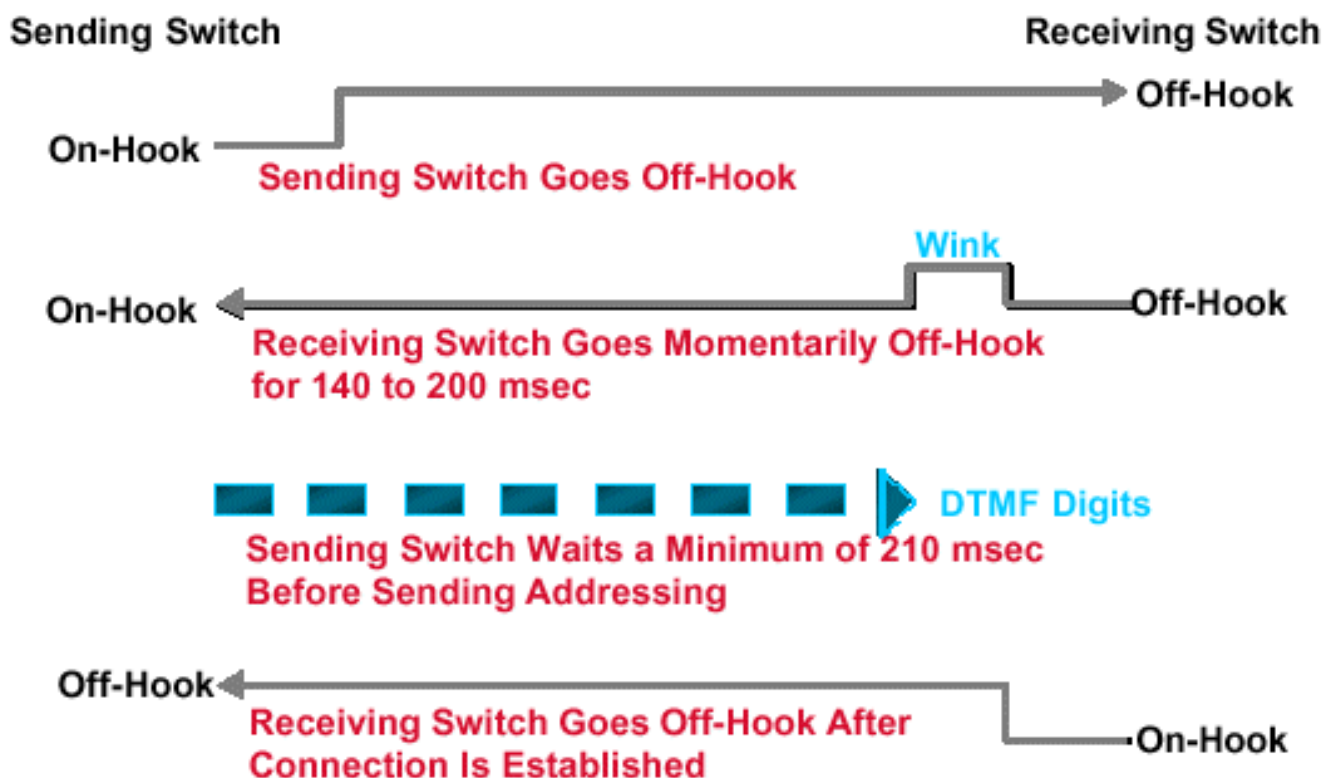 Sending Switch
Receiving Switch
Off-Hook
On-Hook
Sending Switch Goes Off-Hook
Wink
On-Hook
Off-Hook
Receiving Switch Goes Momentarily Off-Hook
for 140 to 200 msec
DTMF Digits
Sending Switch Waits a Minimum of 210 msec
Before Sending Addressing
Off-Hook
Receiving Switch Goes Off-Hook After
Connection Is Established
On-Hook